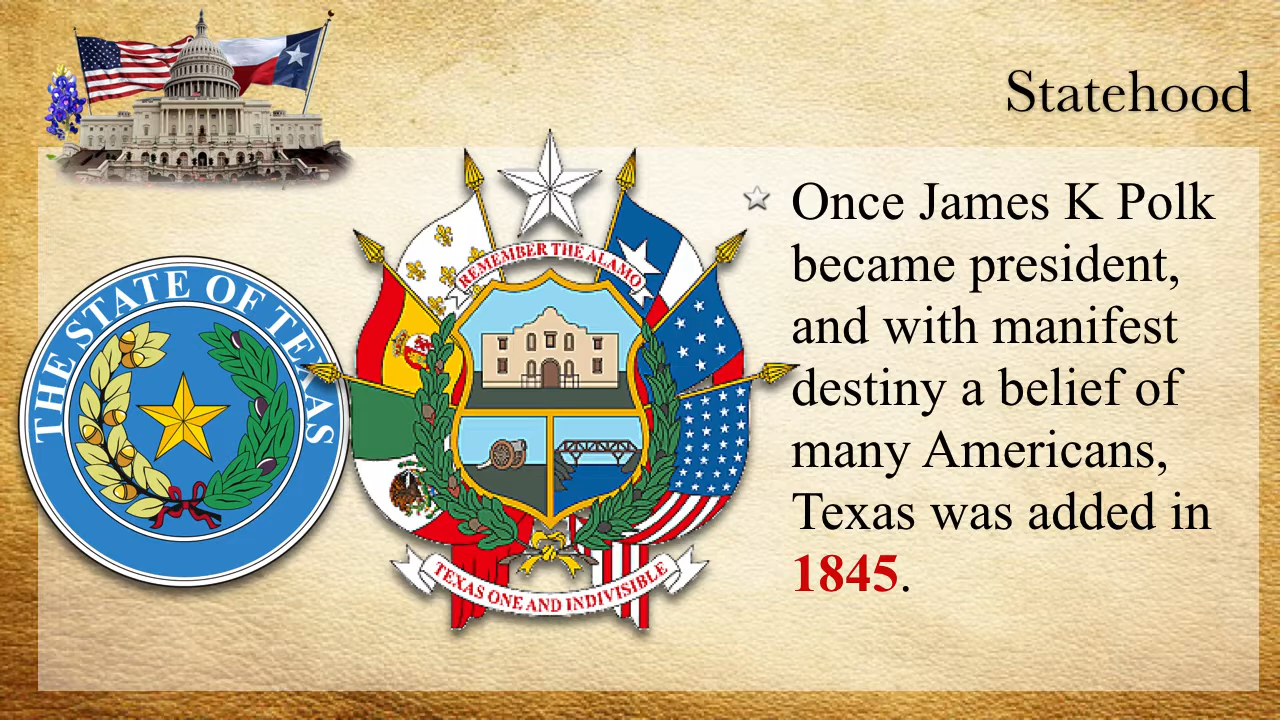 Statehood
THE STATE OF TEXAS
REMEMBER THE ALAMO
TEXAS ONE AND INDIVISIBLE
Once James K Polk
became president,
and with manifest
destiny a belief of
many Americans,
Texas was added in
1845.